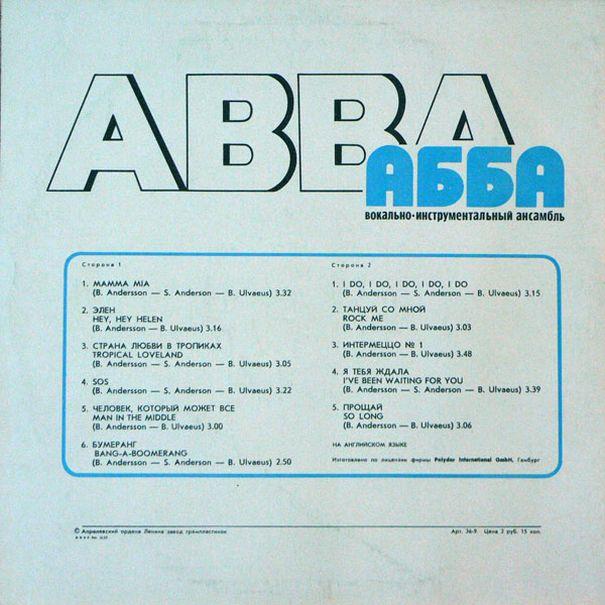 ABBA
АББА
вокально-инструментальный ансамбль
Сторона 1
1. MAMMA MIA
(B. Andersson — S. Anderson — B. Ulvaeus) 3.32
2. ЭЛЕН
HEY, HEY HELEN
(B. Andersson — B. Ulvaeus) 3.16
3. СТРАНА ЛЮБВИ В ТРОПИКАХ
TROPICAL LOVELAND
(B. Andersson — S. Anderson — B. Ulvaeus) 3.05
4. SOS
(B. Andersson — S. Anderson — B. Ulvaeus) 3.22
5. ЧЕЛОВЕК, КОТОРЫЙ МОЖЕТ ВСЕ
MAN IN THE MIDDLE
(B. Andersson — B. Ulvaeus) 3.00
6. БУМЕРАНГ
BANG-A-BOOMERANG
(B. Andersson — S. Anderson — B. Ulvaeus) 2.50
Сторона 2
1. I DO, I DO, I DO, I DO, I DO
(B. Andersson — S. Anderson — B. Ulvaeus) 3.15
2. ТАНЦУЙ СО МНОЙ
ROCK ME
(B. Andersson — B. Ulvaeus) 3.03
3. ИНТЕРМЕЦЦО № 1
(B. Andersson — B. Ulvaeus) 3.48
4. Я ТЕБЯ ЖДАЛА
I'VE BEEN WAITING FOR YOU
(B. Andersson — S. Anderson — B. Ulvaeus) 3.39
5. ПРОЩАЙ
SO LONG
(B. Andersson — B. Ulvaeus) 3.06
НА АНГЛИЙСКОМ ЯЗЫКЕ
Изготовлено по лицензии фирмы Polydor International GmbH, Гамбург
© Апрелевский ордена Ленина завод грампластинок
Арт. 36-9. Цена 2 руб. 15 коп.